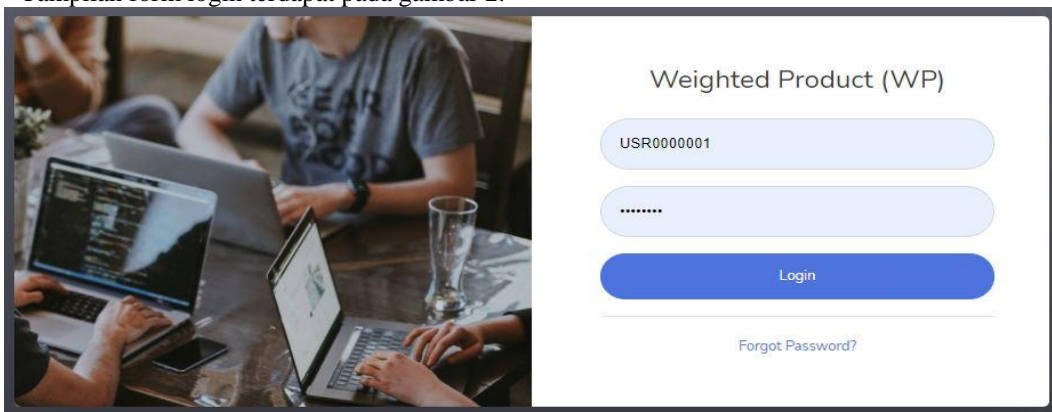 Tampilan form login terdapat pada gambar 2.
Weighted Product (WP)
USR0000001
••••••••
Login
Forgot Password?